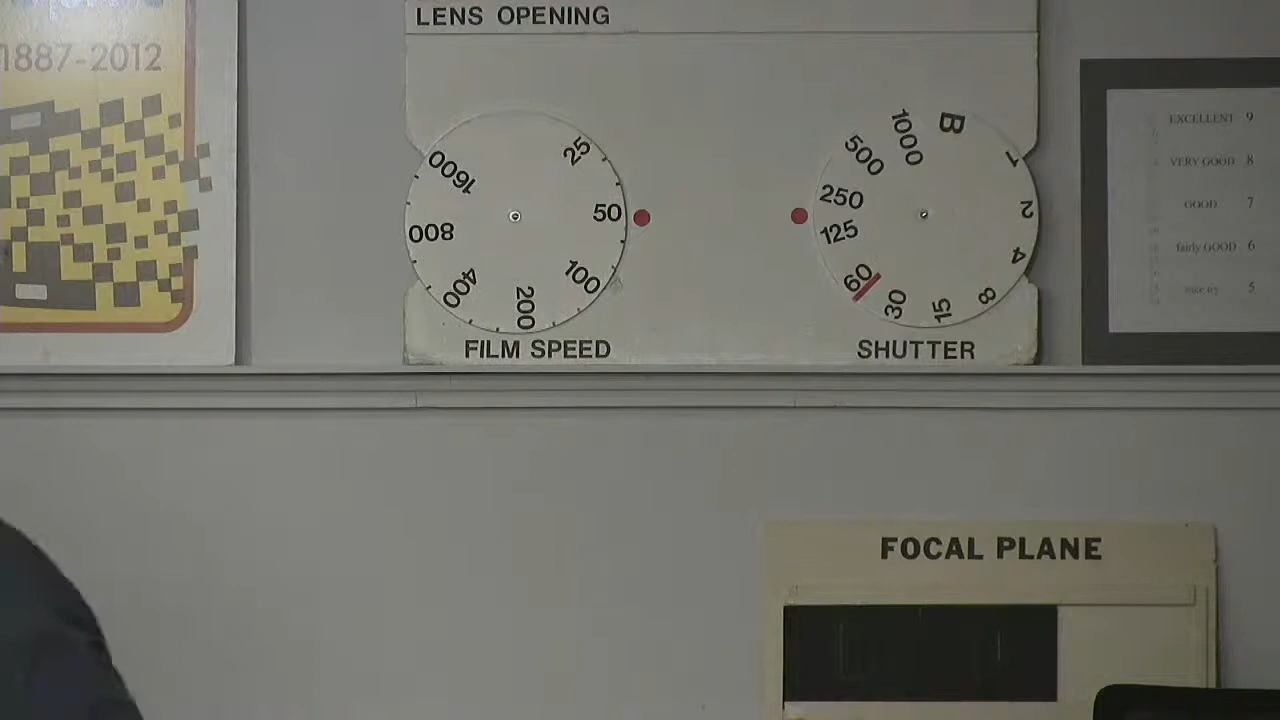 LENS OPENING
1887-2012
25
50
100
200
400
800
1600
FILM SPEED
B
1000
500
250
125
60
30
15
8
4
2
1
SHUTTER
EXCELLENT 9
VERY GOOD 8
GOOD 7
fairly GOOD 6
nice try 5
FOCAL PLANE